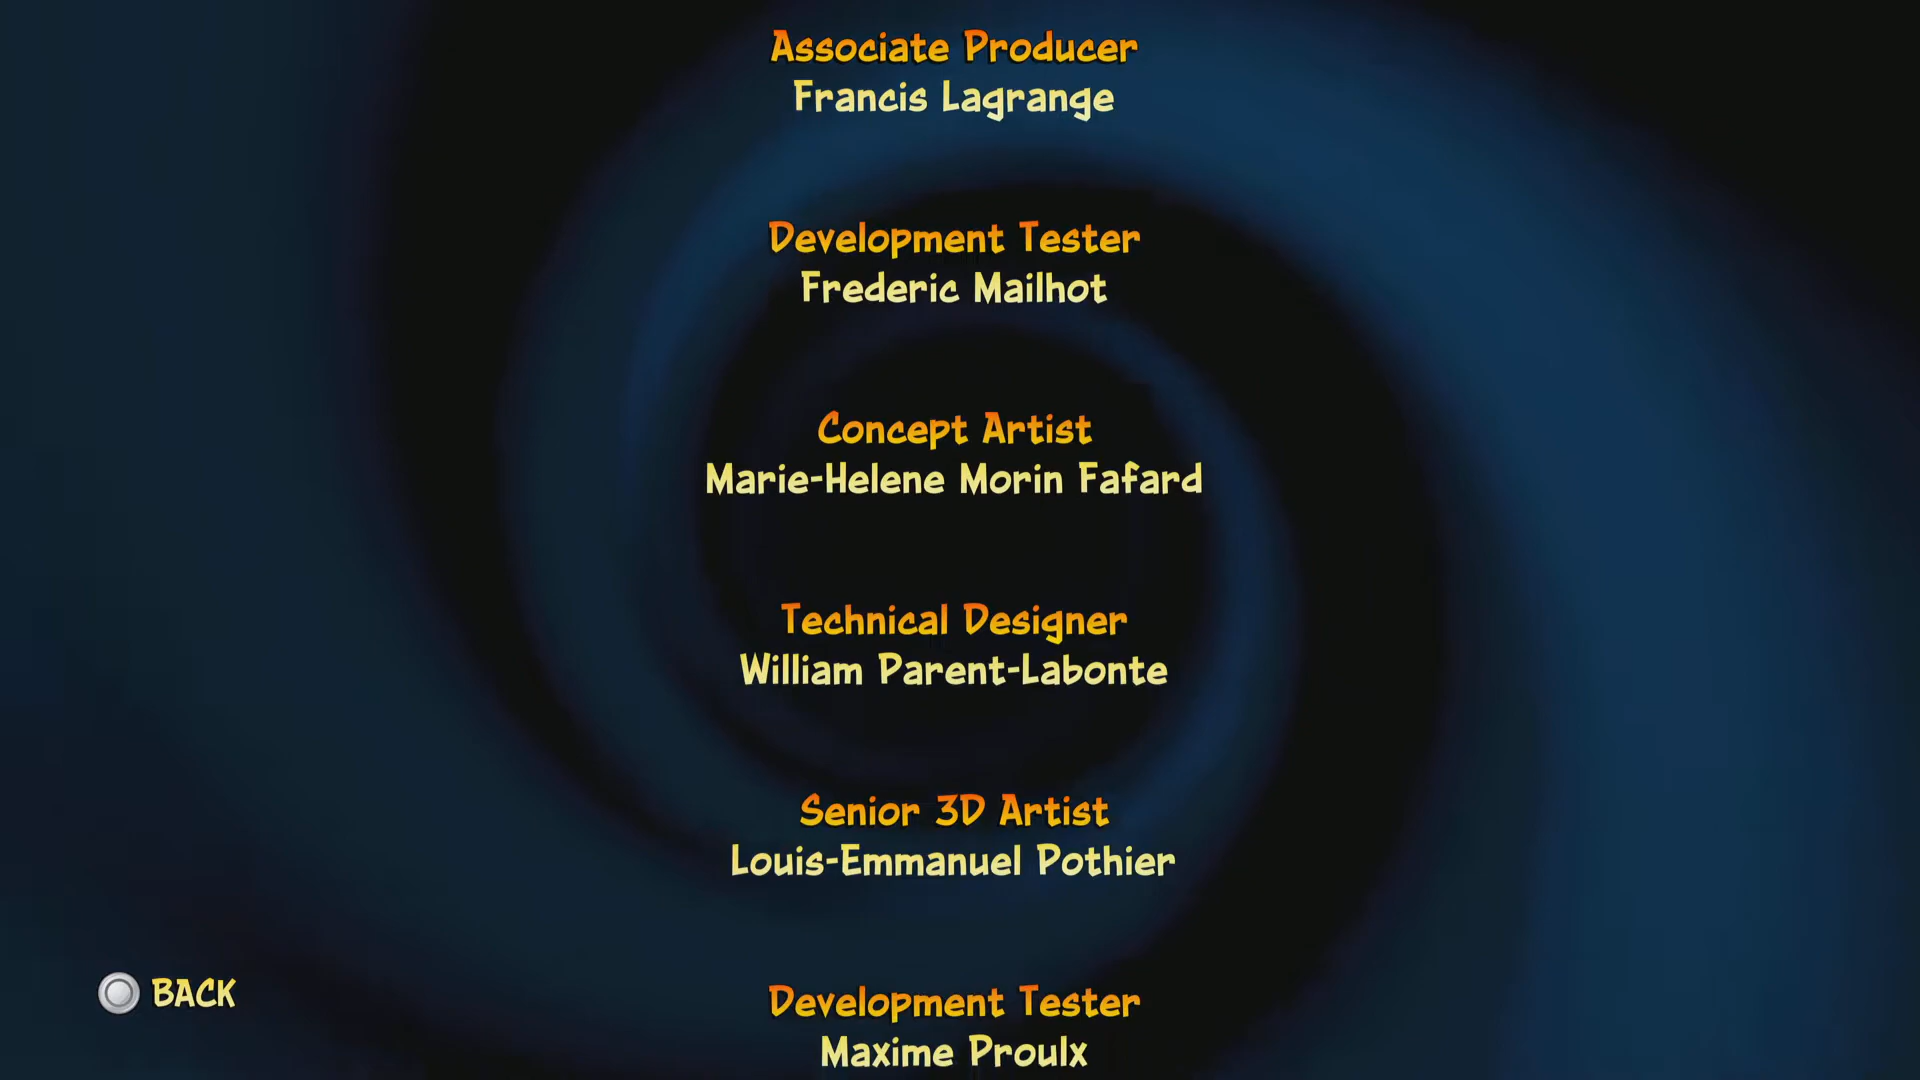 Associate Producer
Francis Lagrange
Development Tester
Frederic Mailhot
Concept Artist
Marie-Helene Morin Fafard
Technical Designer
William Parent-Labonte
Senior 3D Artist
Louis-Emmanuel Pothier
BACK
Development Tester
Maxime Proulx